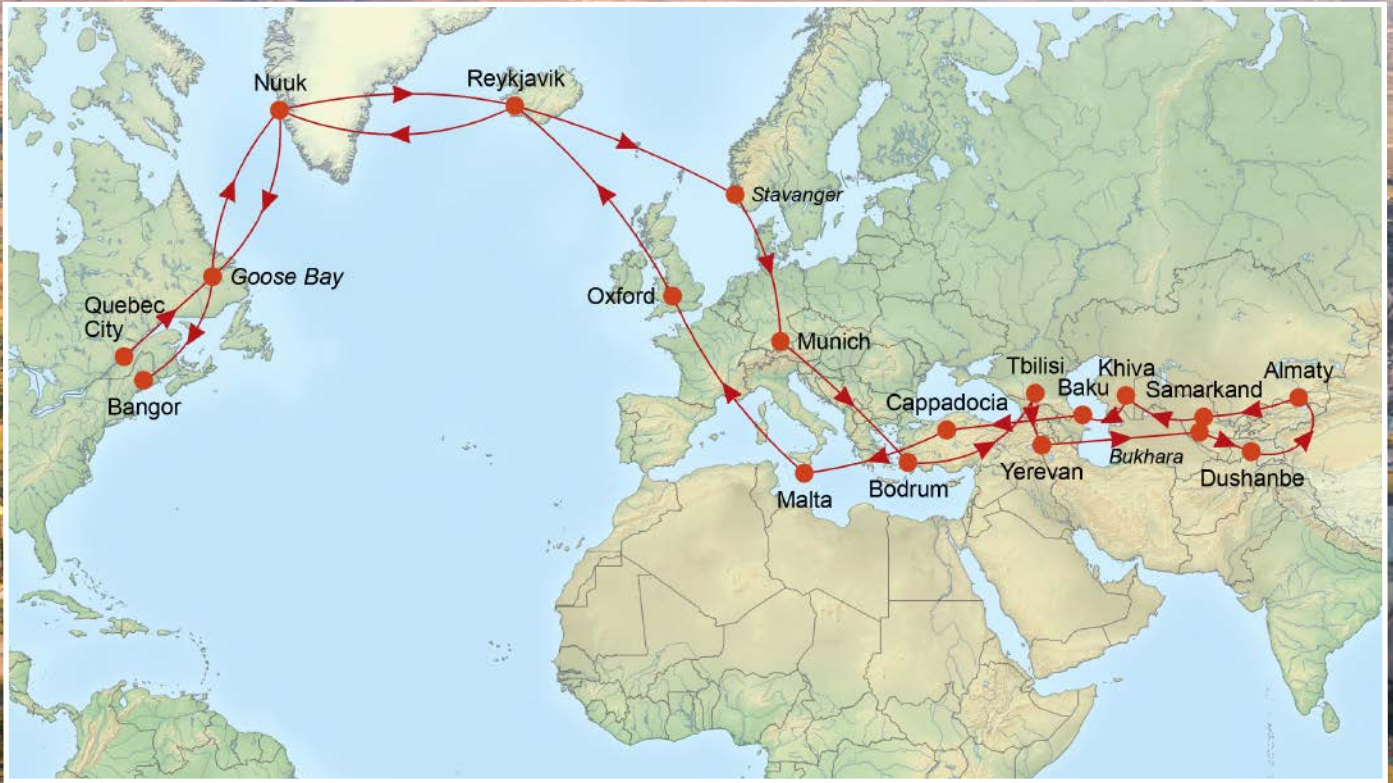 Nuuk
Reykjavik
Stavanger
Goose Bay
Oxford
Quebec
City
Munich
Bangor
Tbilisi
Khiva
Almaty
Baku
Samarkand
Cappadocia
Yerevan
Bukhara
Dushanbe
Malta
Bodrum